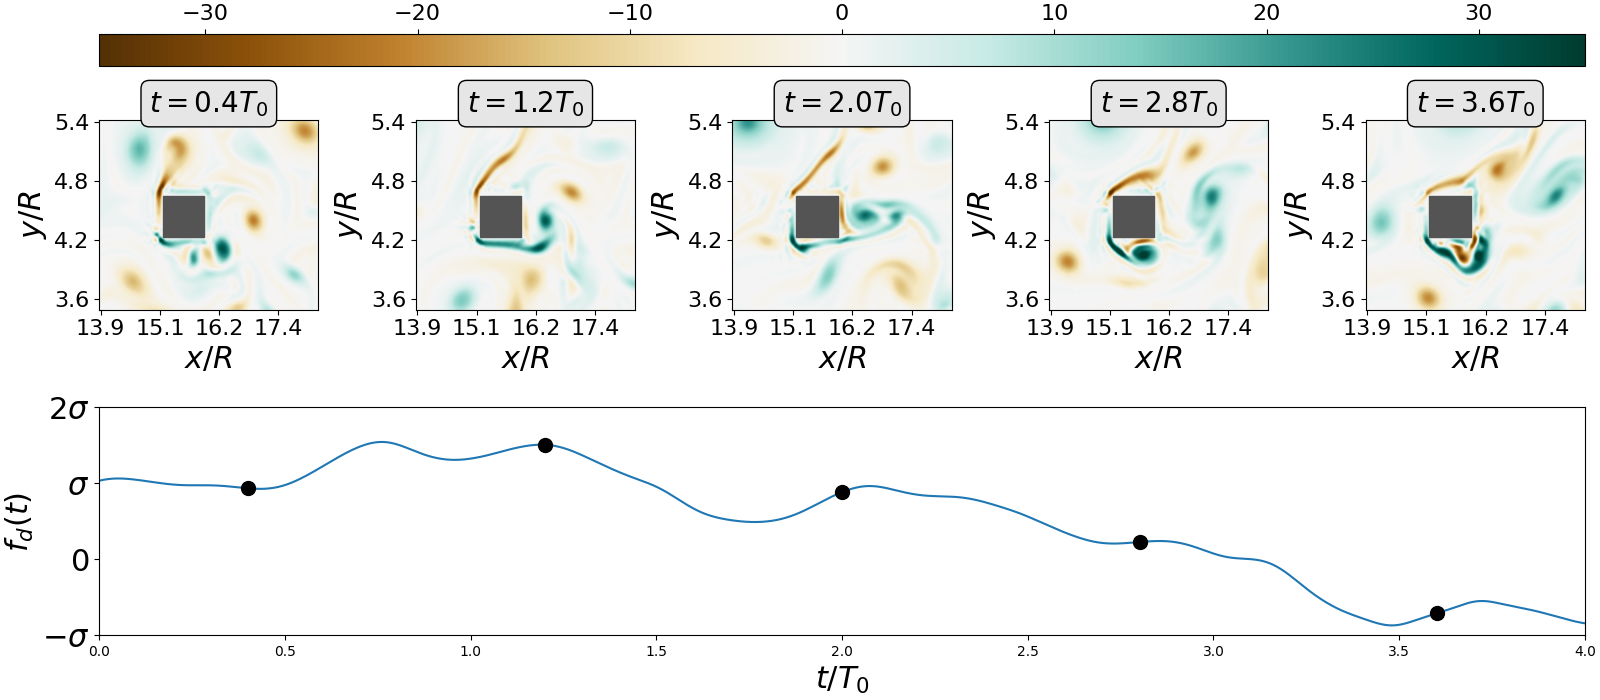 −30 −20 −10 0 10 20 30
t = 0.4T₀ t = 1.2T₀ t = 2.0T₀ t = 2.8T₀ t = 3.6T₀
5.4 5.4 5.4 5.4 5.4
4.8 4.8 4.8 4.8 4.8
y/R y/R y/R y/R y/R
4.2 4.2 4.2 4.2 4.2
3.6 3.6 3.6 3.6 3.6
13.9 15.1 16.2 17.4 13.9 15.1 16.2 17.4 13.9 15.1 16.2 17.4 13.9 15.1 16.2 17.4 13.9 15.1 16.2 17.4
x/R x/R x/R x/R x/R
2σ
σ
f_d(t)
0
−σ
0.0 0.5 1.0 1.5 2.0 2.5 3.0 3.5 4.0
t/T₀